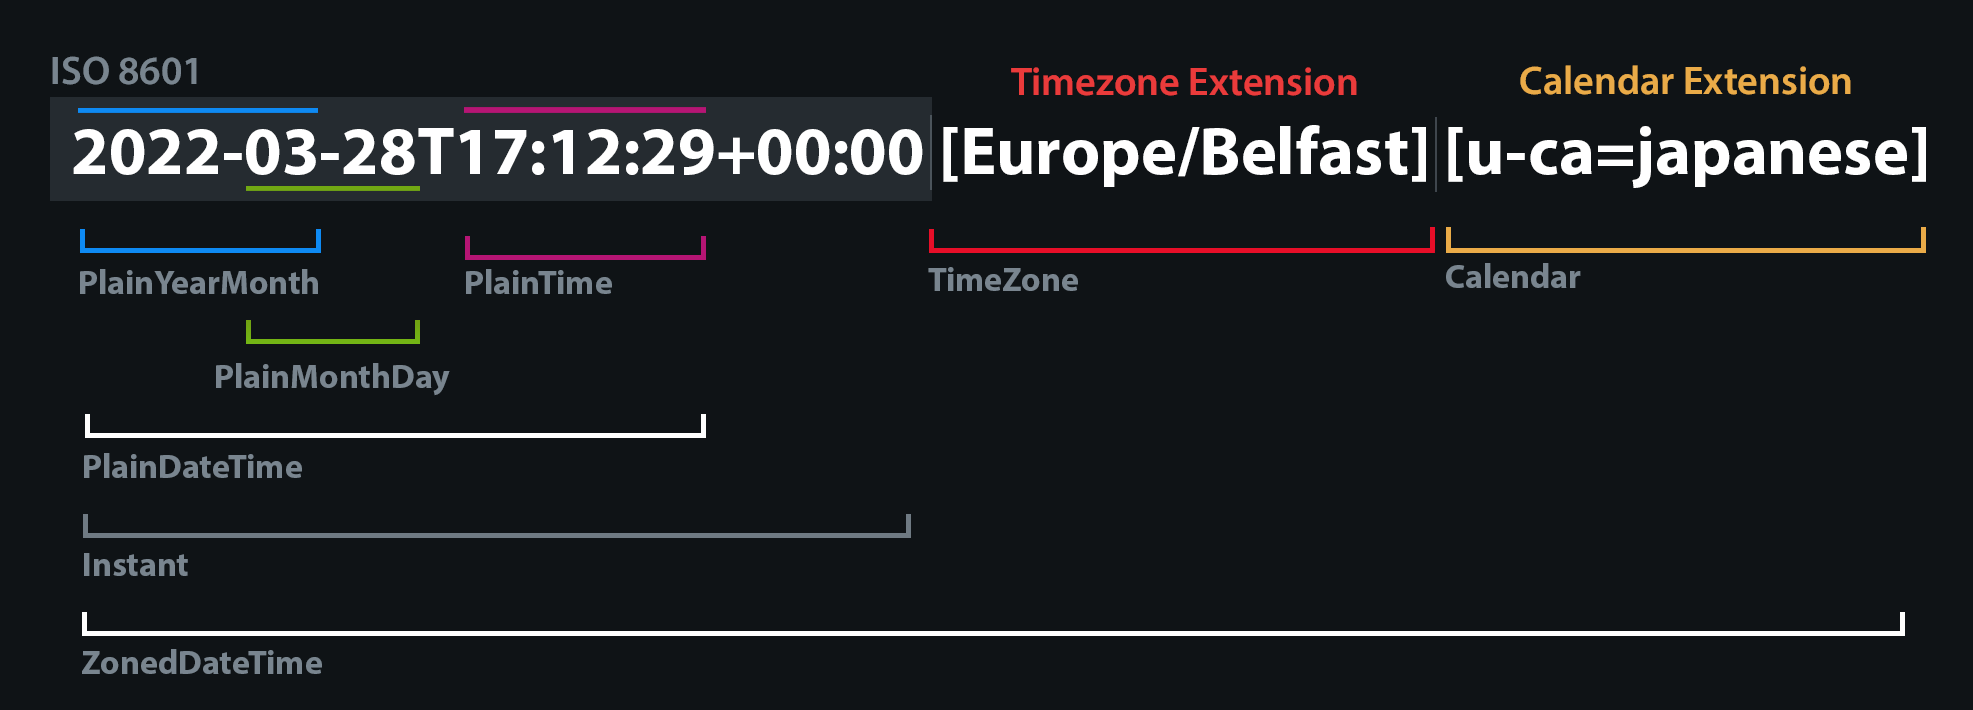 ISO 8601
Timezone Extension
Calendar Extension
2022-03-28T17:12:29+00:00[Europe/Belfast][u-ca=japanese]
PlainYearMonth
PlainTime
TimeZone
Calendar
PlainMonthDay
PlainDateTime
Instant
ZonedDateTime